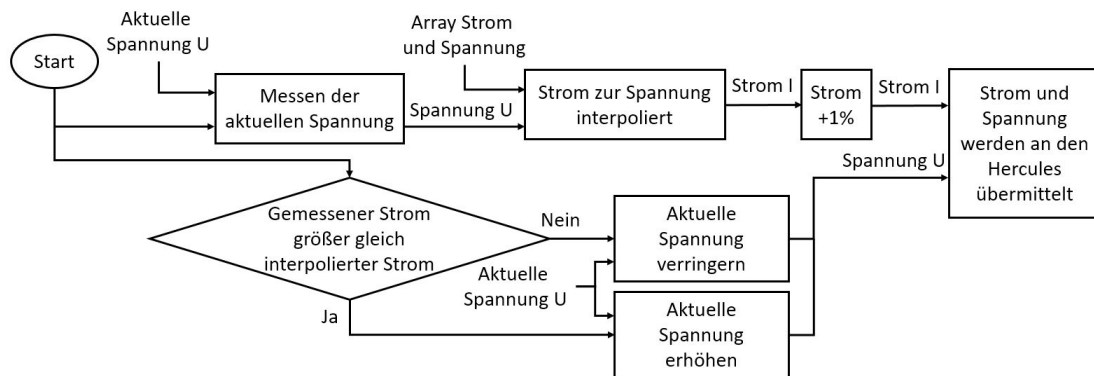 Start
Aktuelle
Spannung U
Messen der
aktuellen Spannung
Spannung U
Array Strom
und Spannung
Strom zur Spannung
interpoliert
Strom I
Strom
+1%
Strom I
Strom und
Spannung
werden an den
Hercules
übermittelt
Gemessener Strom
größer gleich
interpolierter Strom
Nein
Ja
Aktuelle
Spannung U
Aktuelle
Spannung
verringern
Aktuelle
Spannung
erhöhen
Spannung U